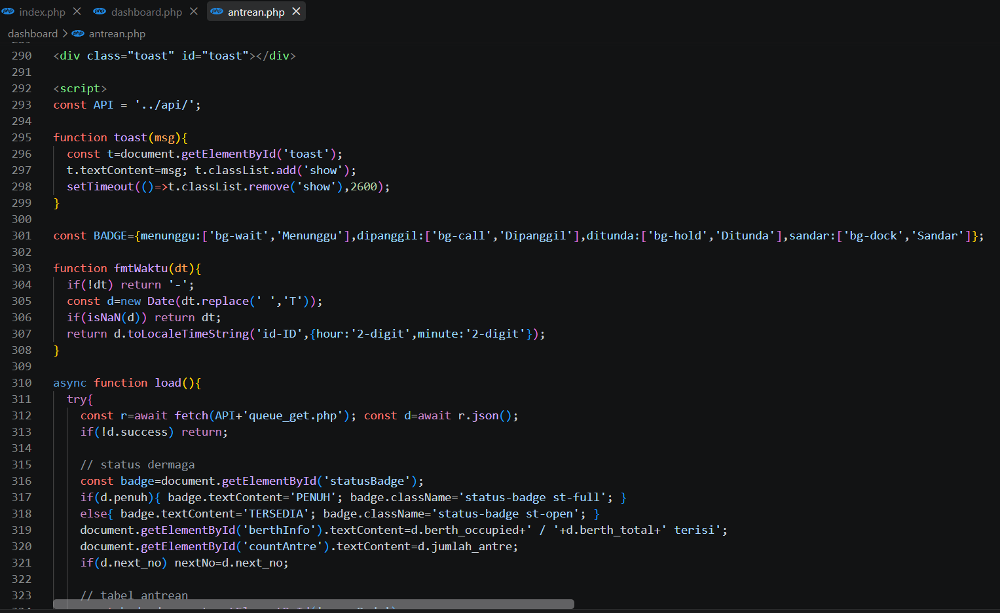 index.php
dashboard.php
antrean.php
dashboard > antrean.php
290 <div class="toast" id="toast"></div>
291
292 <script>
293 const API = '../api/';
294
295 function toast(msg){
296   const t=document.getElementById('toast');
297   t.textContent=msg; t.classList.add('show');
298   setTimeout(()=>t.classList.remove('show'),2600);
299 }
300
301 const BADGE={menunggu:['bg-wait','Menunggu'],dipanggil:['bg-call','Dipanggil'],ditunda:['bg-hold','Ditunda'],sandar:['bg-dock','Sandar']};
302
303 function fmtWaktu(dt){
304   if(!dt) return '-';
305   const d=new Date(dt.replace(' ','T'));
306   if(isNaN(d)) return dt;
307   return d.toLocaleTimeString('id-ID',{hour:'2-digit',minute:'2-digit'});
308 }
309
310 async function load(){
311   try{
312     const r=await fetch(API+'queue_get.php'); const d=await r.json();
313     if(!d.success) return;
314
315     // status dermaga
316     const badge=document.getElementById('statusBadge');
317     if(d.penuh){ badge.textContent='PENUH'; badge.className='status-badge st-full'; }
318     else{ badge.textContent='TERSEDIA'; badge.className='status-badge st-open'; }
319     document.getElementById('berthInfo').textContent=d.berth_occupied+' / '+d.berth_total+' terisi';
320     document.getElementById('countAntre').textContent=d.jumlah_antre;
321     if(d.next_no) nextNo=d.next_no;
322
323     // tabel antrean